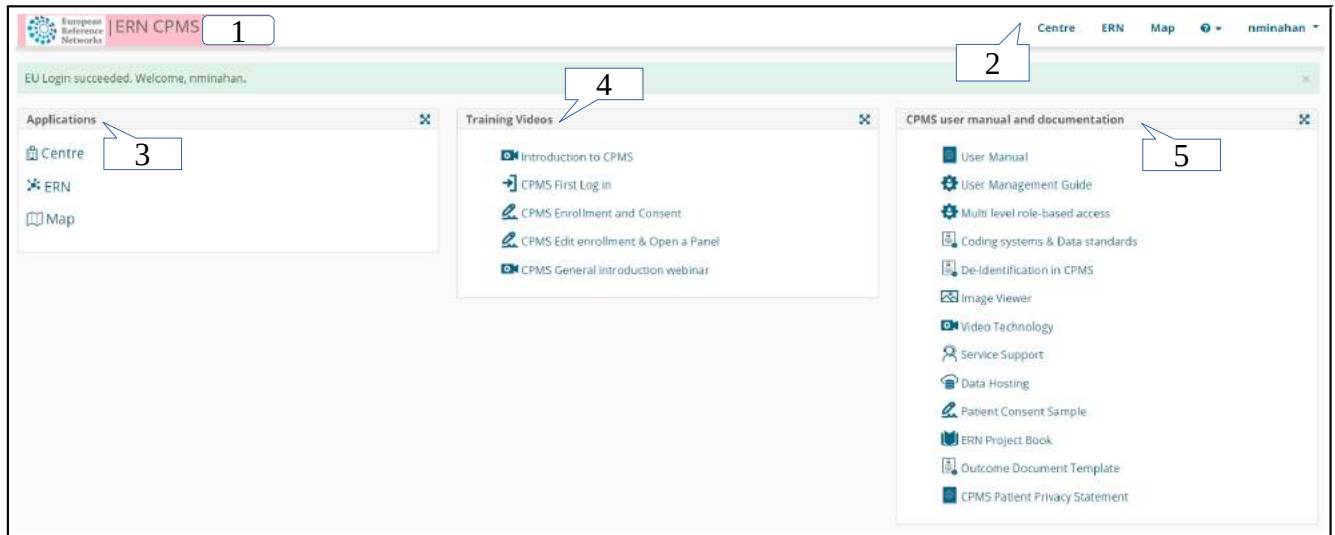 European
Reference
Networks
|ERN CPMS
1
Centre ERN Map nminahan
2
EU Login succeeded. Welcome, nminahan.
4
Applications
Training Videos
CPMS user manual and documentation
3
5
Centre
ERN
Map
Introduction to CPMS
CPMS First Log in
CPMS Enrollment and Consent
CPMS Edit enrollment & Open a Panel
CPMS General introduction webinar
User Manual
User Management Guide
Multi level role-based access
Coding systems & Data standards
De-Identification in CPMS
Image Viewer
Video Technology
Service Support
Data Hosting
Patient Consent Sample
ERN Project Book
Outcome Document Template
CPMS Patient Privacy Statement